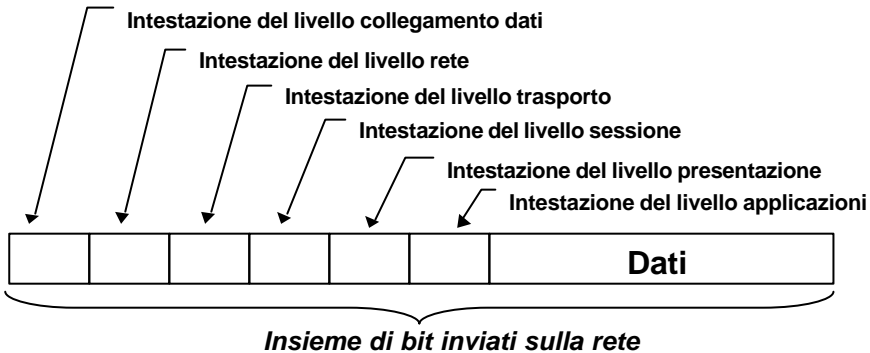 Intestazione del livello collegamento dati
Intestazione del livello rete
Intestazione del livello trasporto
Intestazione del livello sessione
Intestazione del livello presentazione
Intestazione del livello applicazioni
Dati
Insieme di bit inviati sulla rete